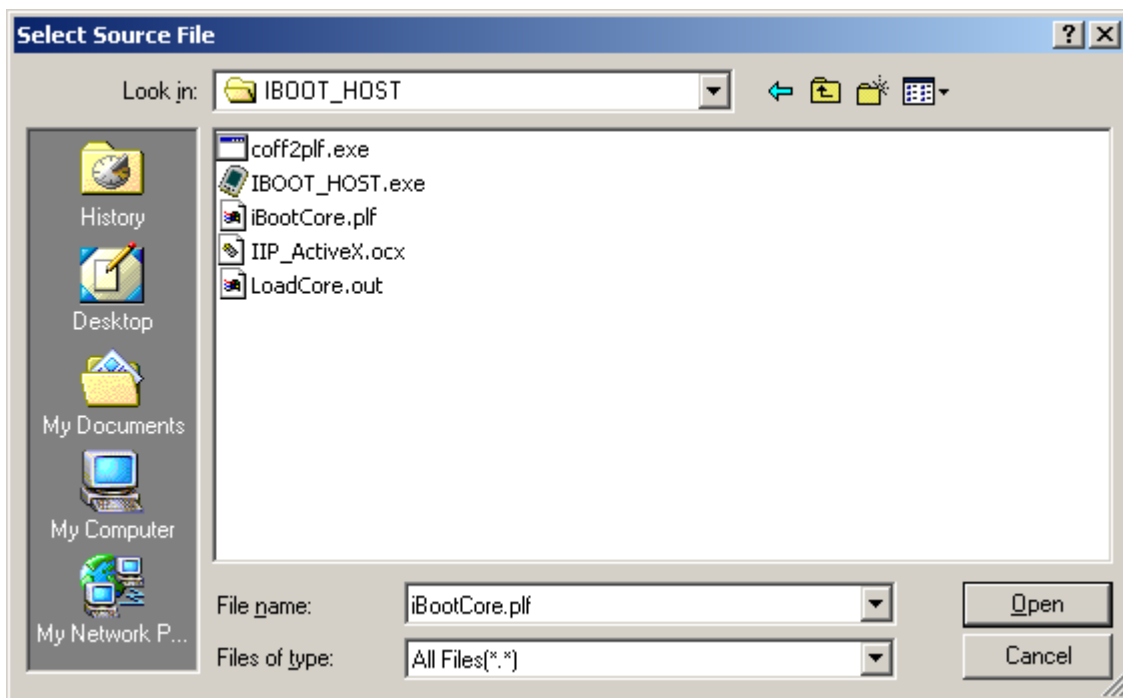 Select Source File
Look in: IBOOT_HOST
History
Desktop
My Documents
My Computer
My Network P...
coff2plf.exe
IBOOT_HOST.exe
iBootCore.plf
IIP_ActiveX.ocx
LoadCore.out
File name: iBootCore.plf Open
Files of type: All Files(*.*) Cancel